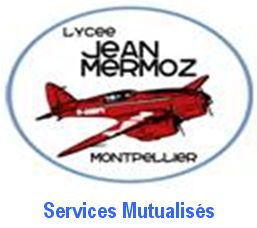 LYCEE
JEAN
MERMOZ
MONTPELLIER
Services Mutualisés